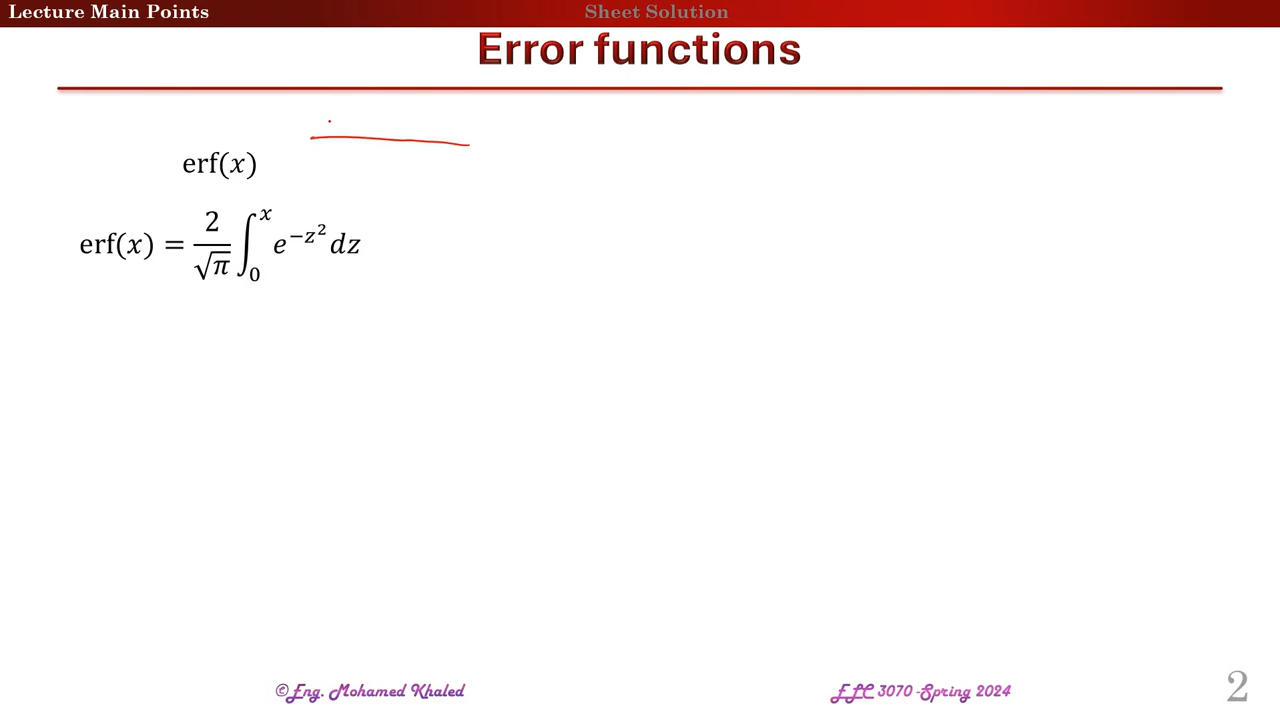 Lecture Main Points
Sheet Solution
Error functions
erf(x)
erf(x) = 2/√π ∫₀ˣ e^(−z²) dz
©Eng. Mohamed Khaled
ELC 3070 -Spring 2024
2